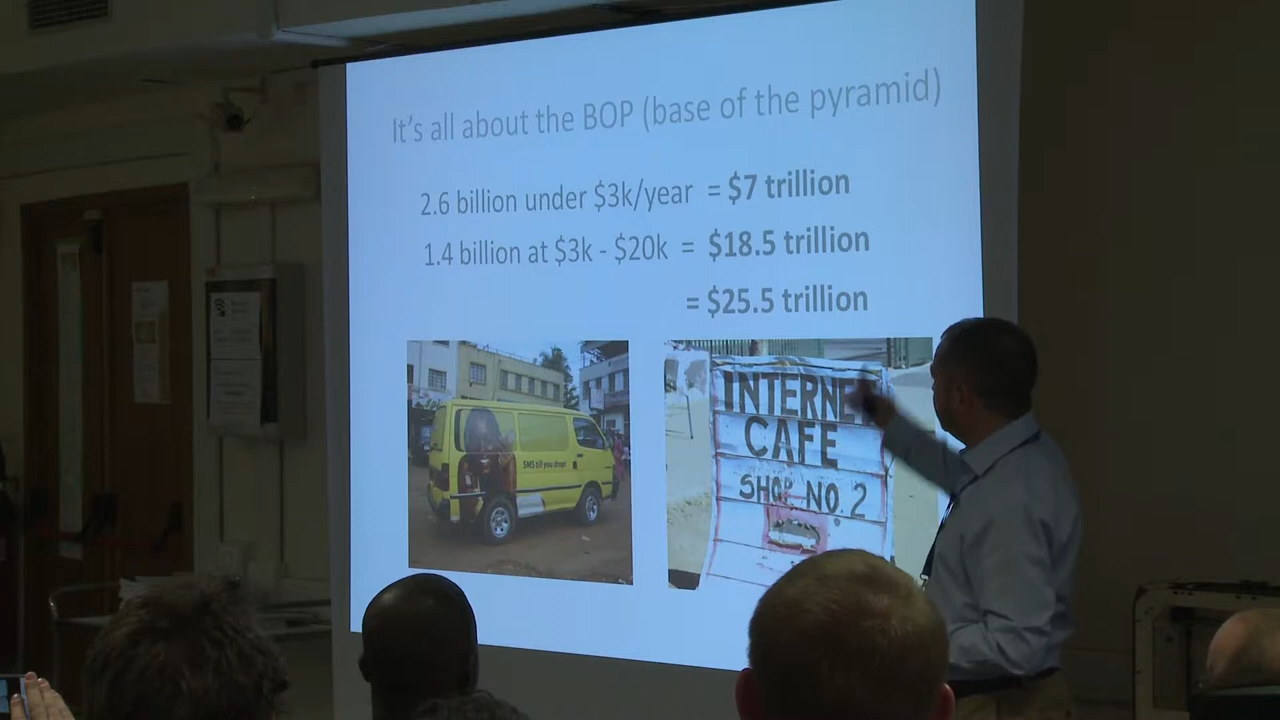 It's all about the BOP (base of the pyramid)
2.6 billion under $3k/year = $7 trillion
1.4 billion at $3k - $20k = $18.5 trillion
= $25.5 trillion
SMS till you drop!
INTERNE
CAFE
SHOP NO. 2